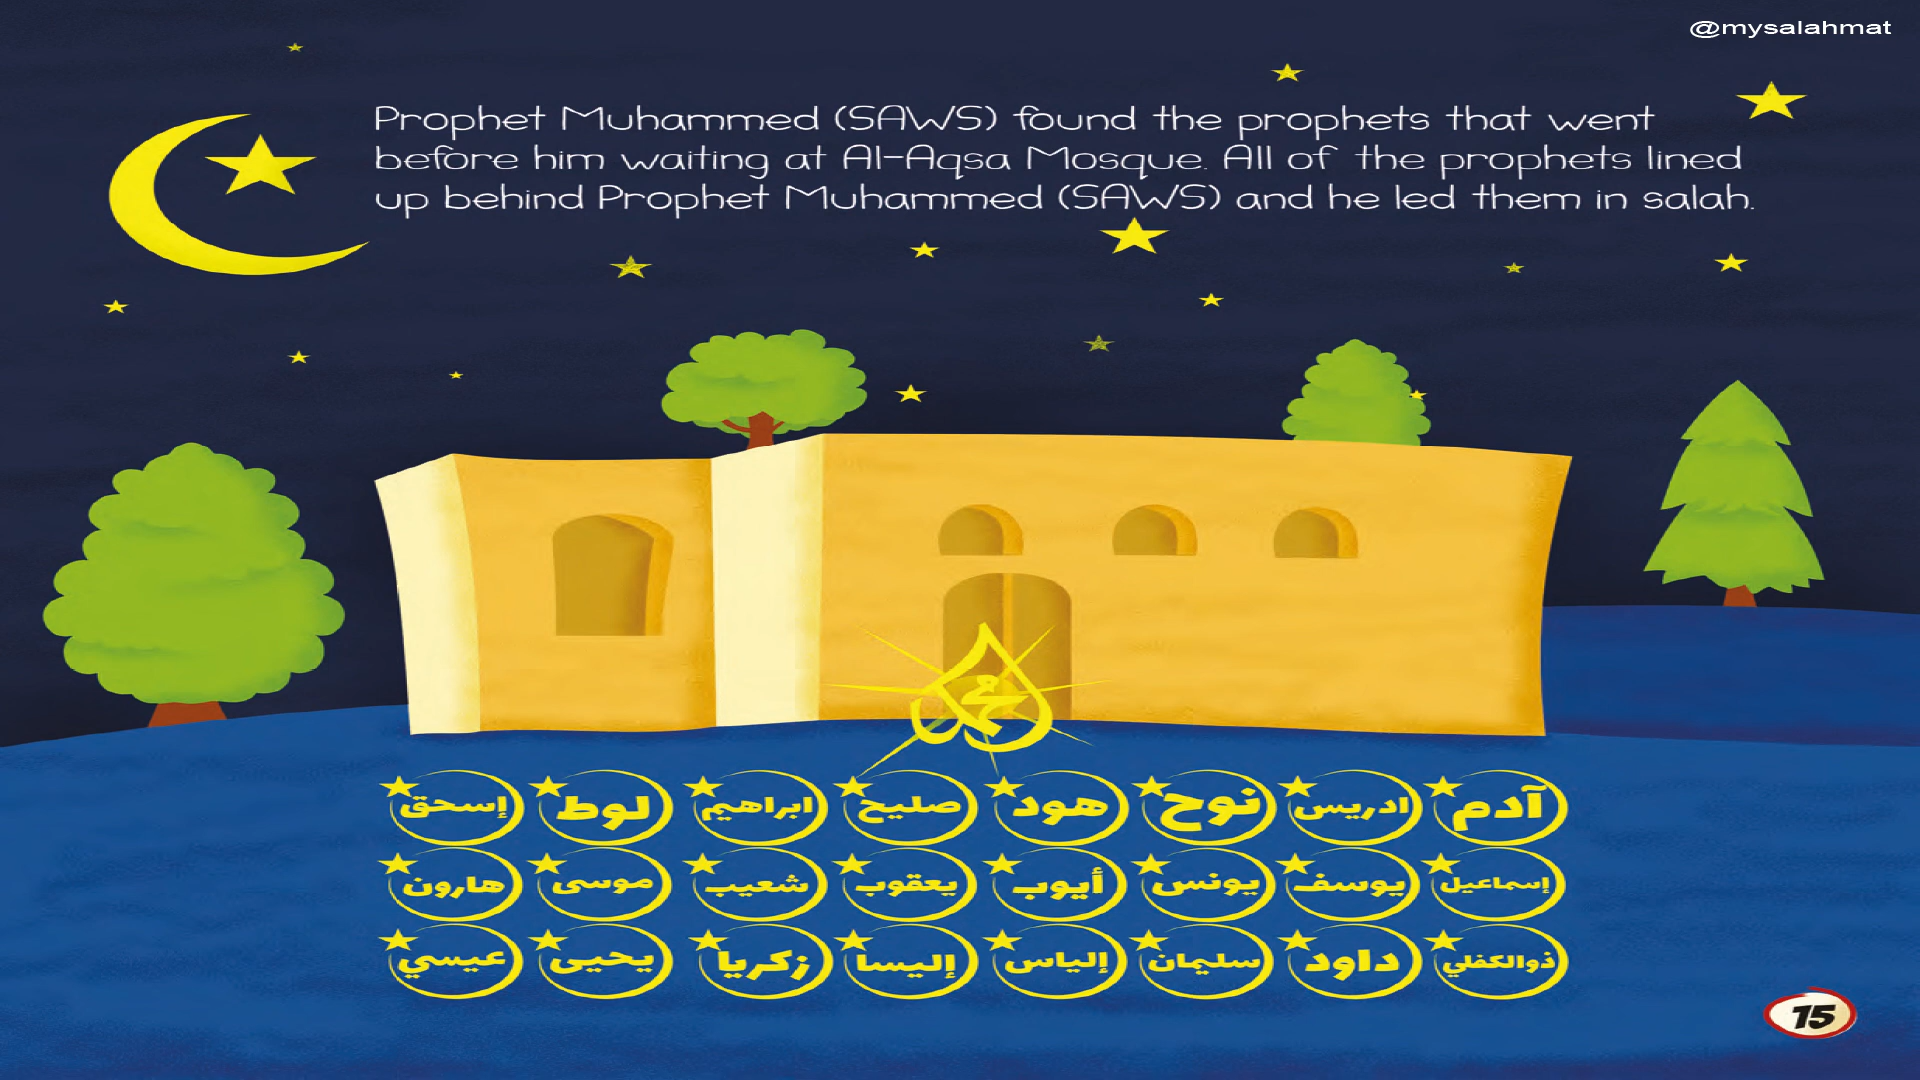 @mysalahmat
Prophet Muhammed (SAWS) found the prophets that went
before him waiting at Al-Aqsa Mosque. All of the prophets lined
up behind Prophet Muhammed (SAWS) and he led them in salah.
محمد
آدم ادريس نوح هود صليح ابراهيم لوط إسحق
إسماعيل يوسف يونس أيوب يعقوب شعيب موسى هارون
ذوالكفلي داود سليمان إلياس إليسا زكريا يحيى عيسي
15